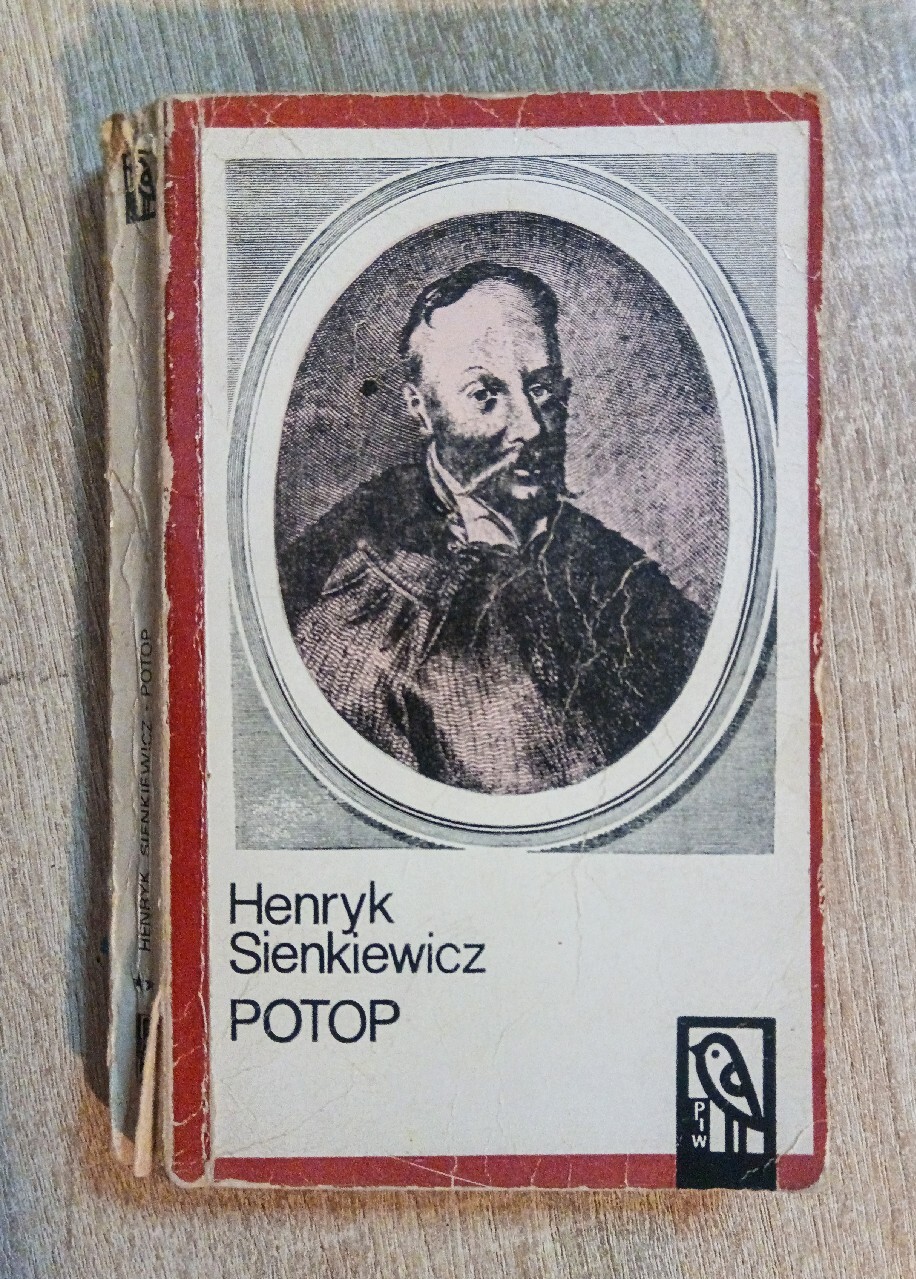 Henryk
Sienkiewicz
POTOP
PIW
HENRYK SIENKIEWICZ · POTOP